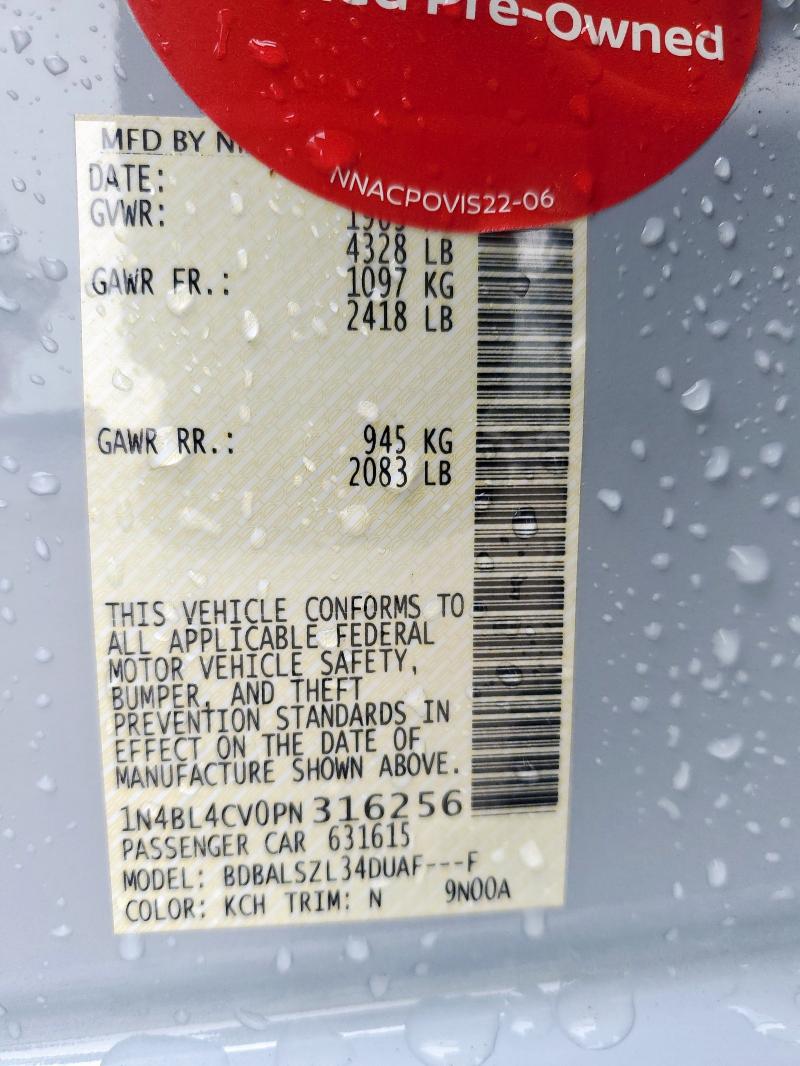 Pre-Owned
NNACPOVIS22-06
MFD BY
DATE:
GVWR:
4328 LB
GAWR FR.: 1097 KG
2418 LB
GAWR RR.: 945 KG
2083 LB
THIS VEHICLE CONFORMS TO
ALL APPLICABLE FEDERAL
MOTOR VEHICLE SAFETY,
BUMPER, AND THEFT
PREVENTION STANDARDS IN
EFFECT ON THE DATE OF
MANUFACTURE SHOWN ABOVE.
1N4BL4CV0PN 316256
PASSENGER CAR 631615
MODEL: BDBALSZL34DUAF---F
COLOR: KCH TRIM: N 9N00A